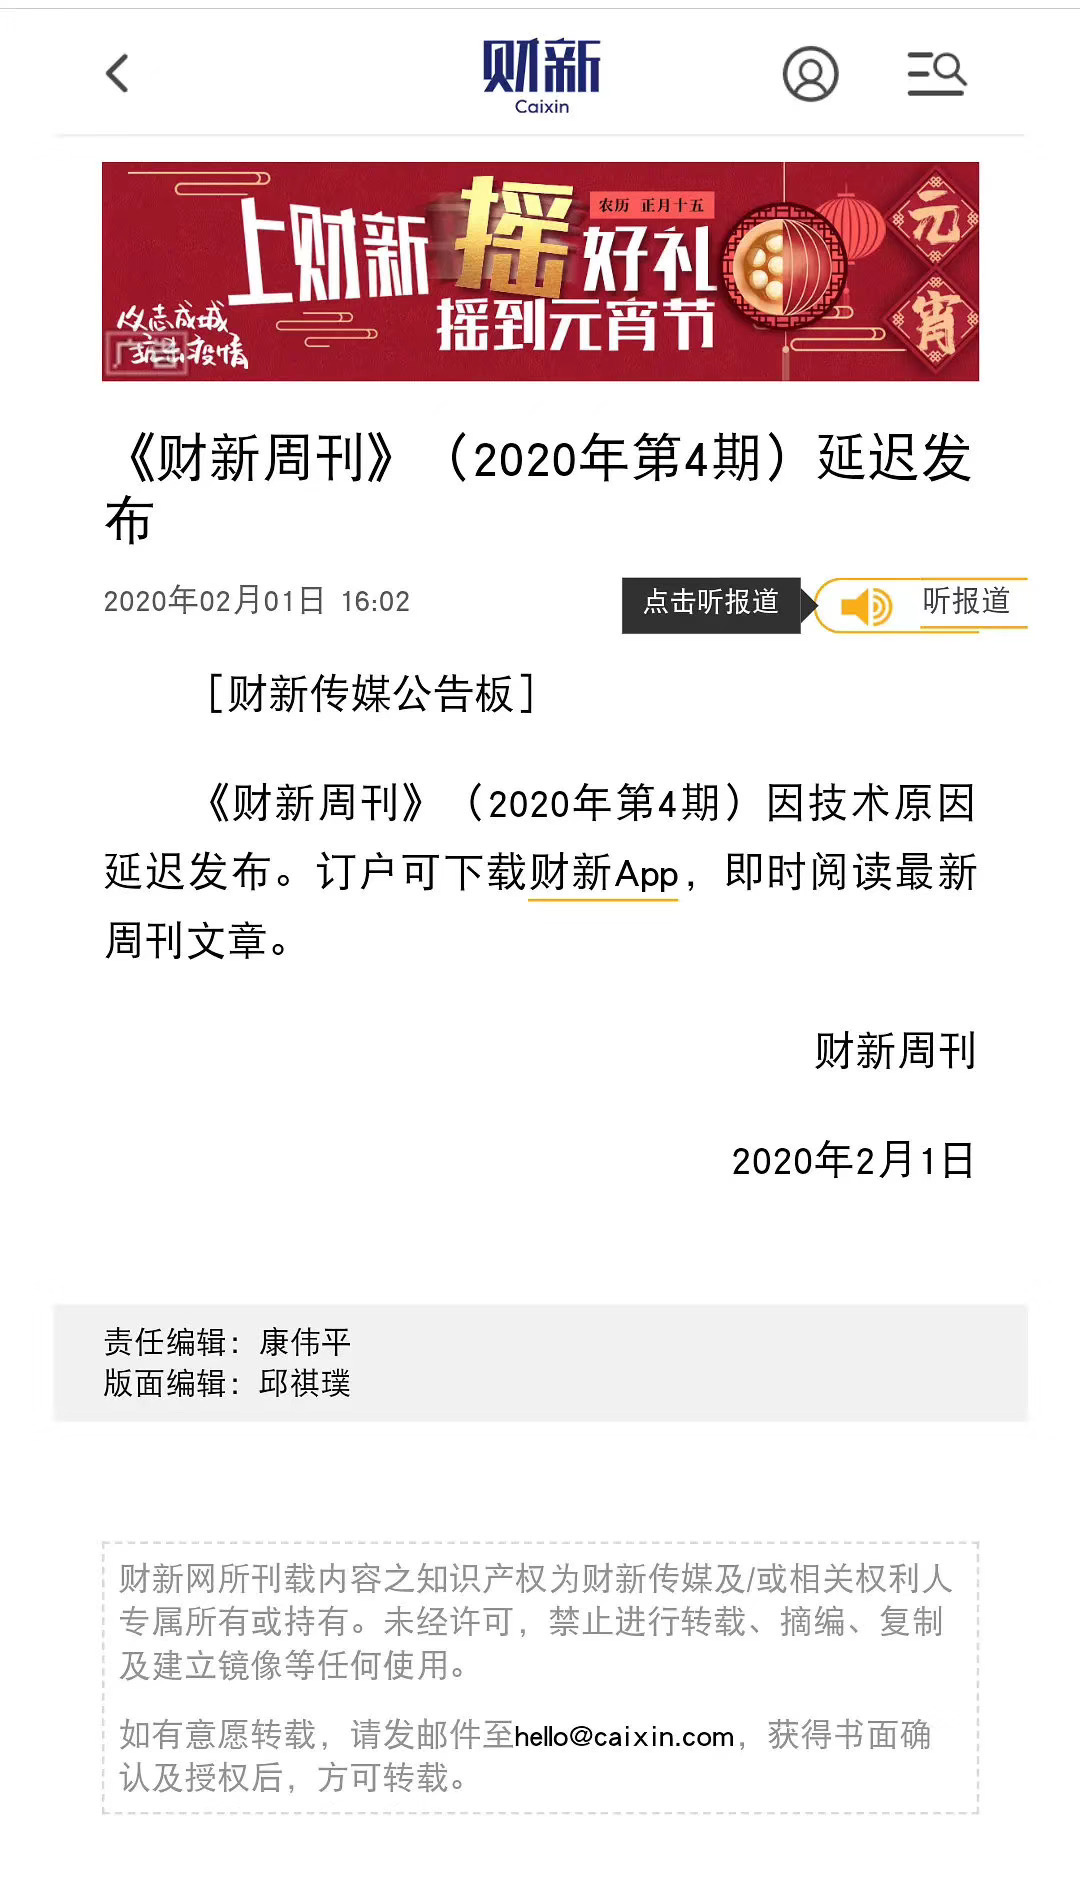 财新
Caixin
农历 正月十五
上财新摇好礼
摇到元宵节
元宵
众志成城
抗击疫情
广告
《财新周刊》（2020年第4期）延迟发
布
2020年02月01日 16:02
点击听报道
听报道
［财新传媒公告板］
《财新周刊》（2020年第4期）因技术原因
延迟发布。订户可下载财新App，即时阅读最新
周刊文章。
财新周刊
2020年2月1日
责任编辑：康伟平
版面编辑：邱祺璞
财新网所刊载内容之知识产权为财新传媒及/或相关权利人
专属所有或持有。未经许可，禁止进行转载、摘编、复制
及建立镜像等任何使用。
如有意愿转载，请发邮件至hello@caixin.com，获得书面确
认及授权后，方可转载。